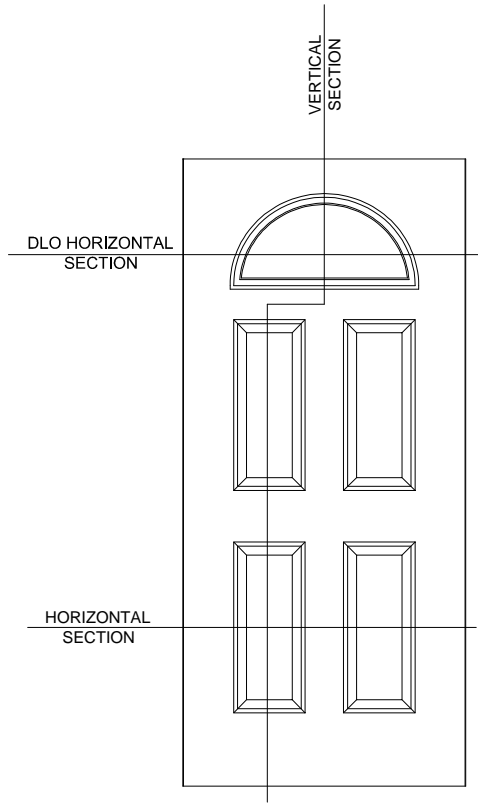 VERTICAL
SECTION
DLO HORIZONTAL
SECTION
HORIZONTAL
SECTION